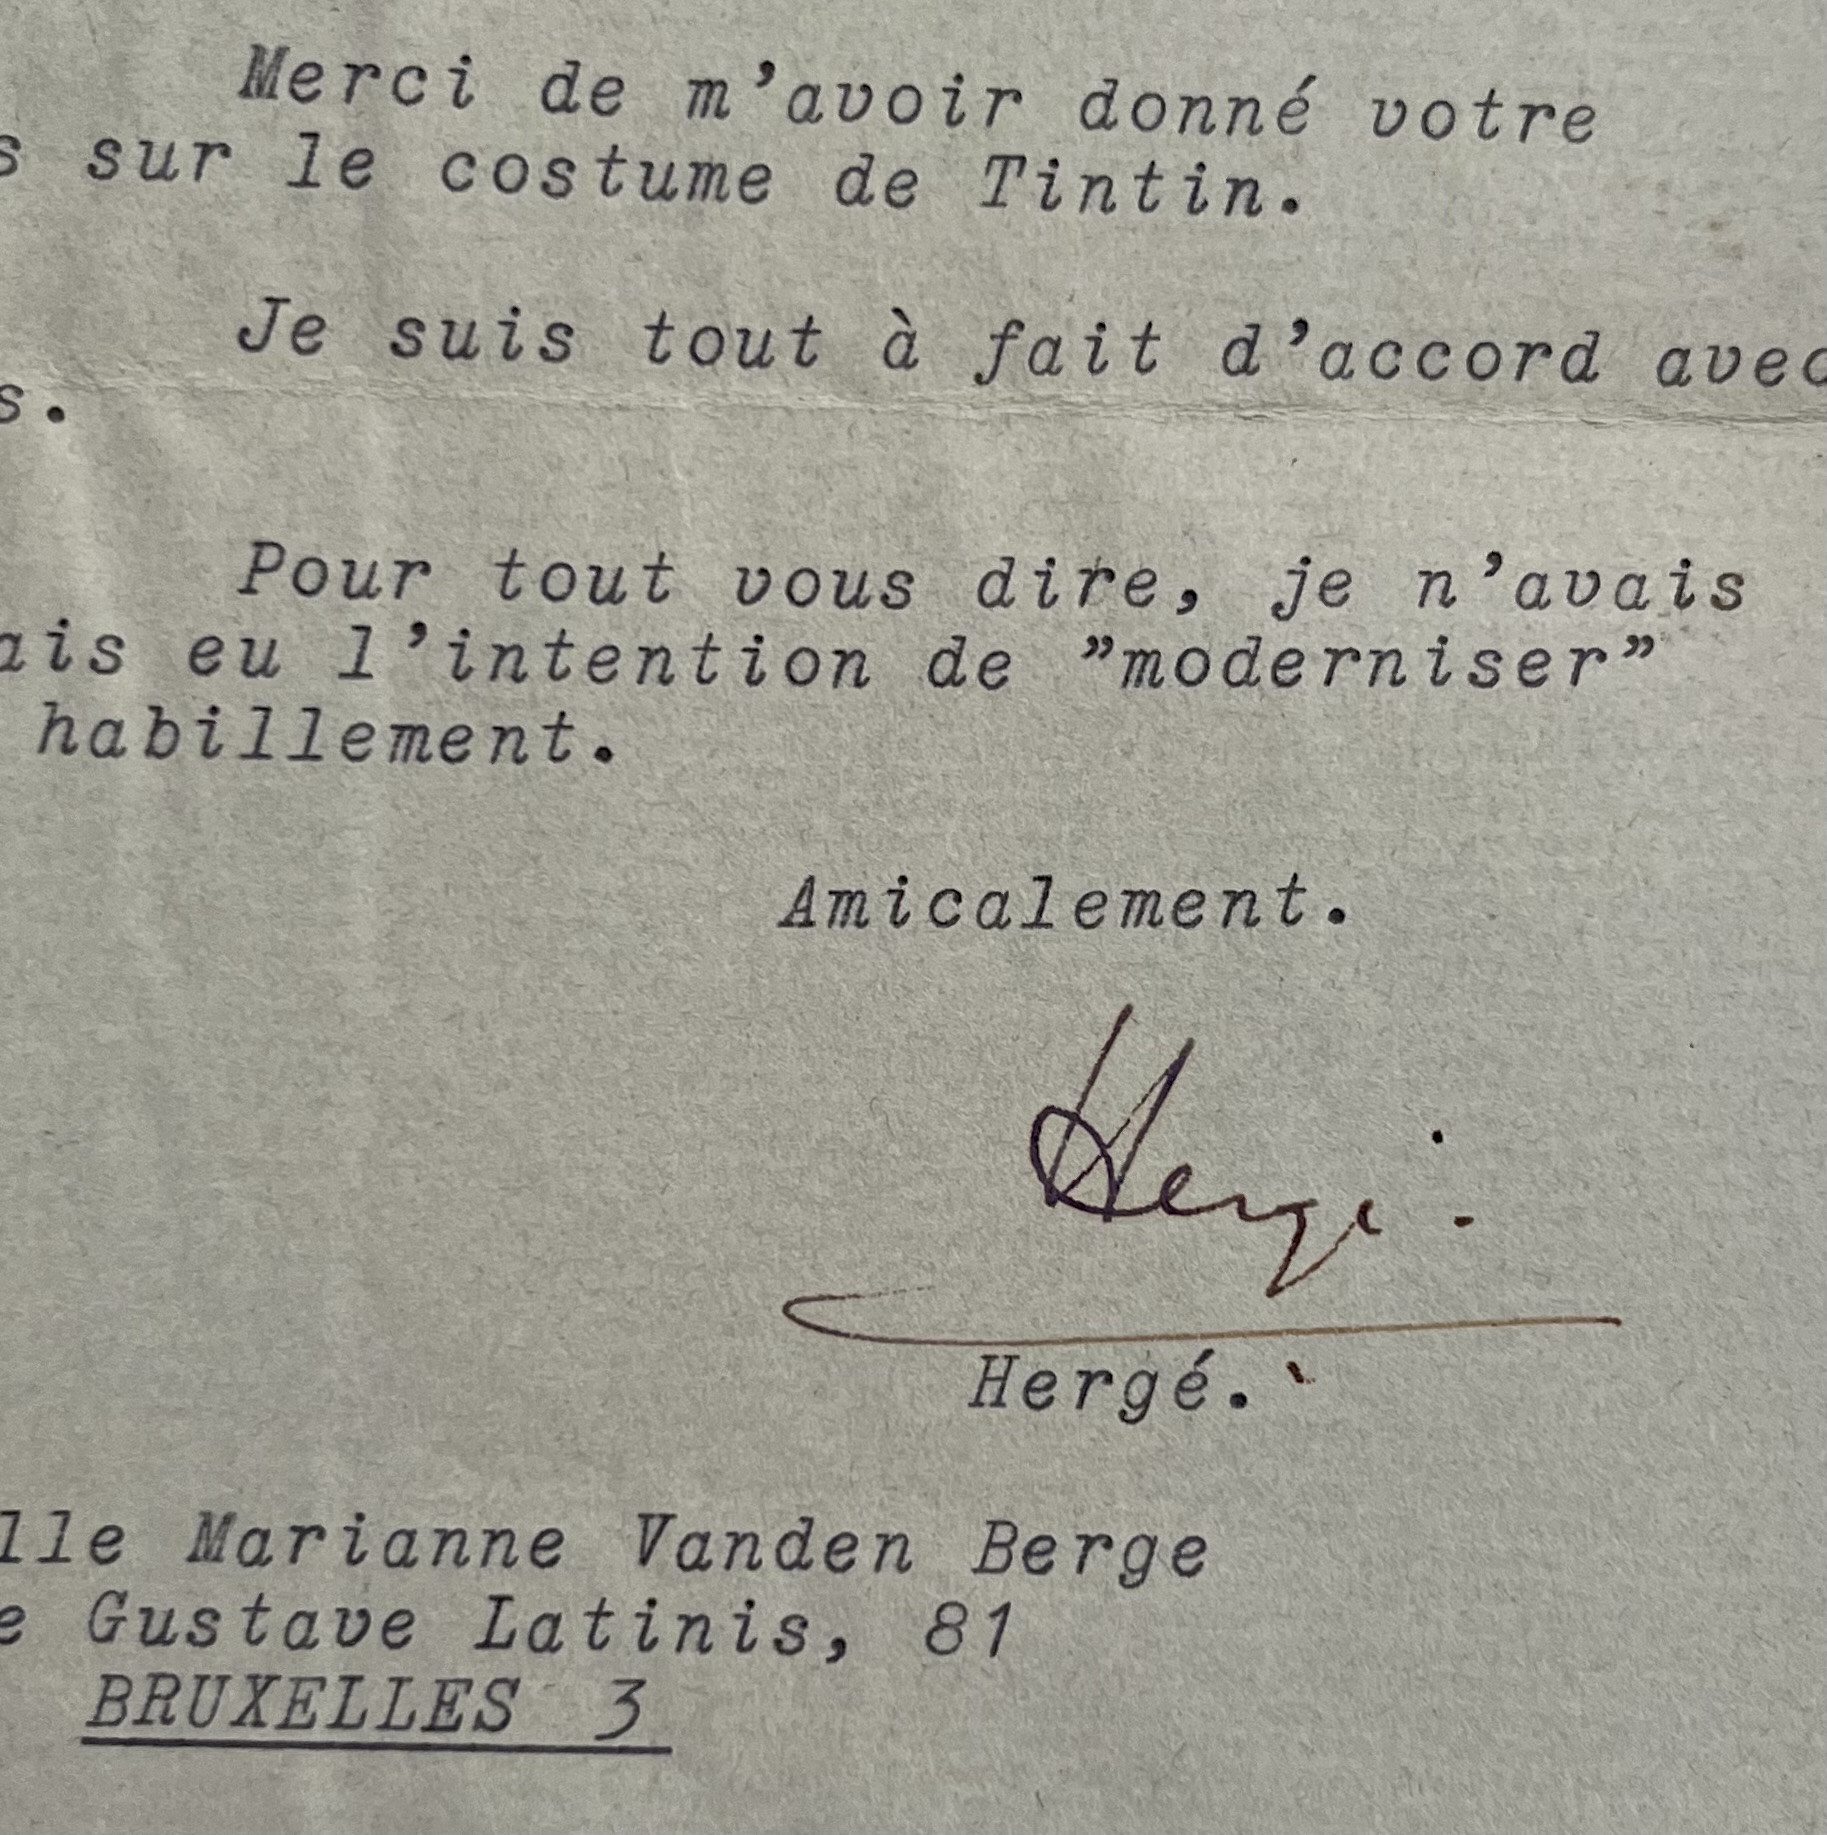 Merci de m'avoir donné votre
s sur le costume de Tintin.
Je suis tout à fait d'accord avec
s.
Pour tout vous dire, je n'avais
ais eu l'intention de ”moderniser”
habillement.
Amicalement.
Hergé.
Hergé.
lle Marianne Vanden Berge
e Gustave Latinis, 81
BRUXELLES 3